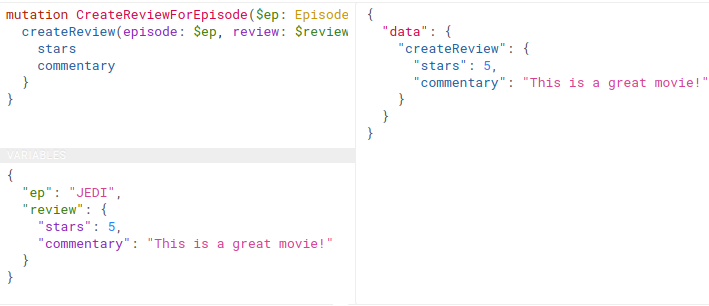 mutation CreateReviewForEpisode($ep: Episode
  createReview(episode: $ep, review: $review
    stars
    commentary
  }
}
VARIABLES
{
  "ep": "JEDI",
  "review": {
    "stars": 5,
    "commentary": "This is a great movie!"
  }
}
{
  "data": {
    "createReview": {
      "stars": 5,
      "commentary": "This is a great movie!"
    }
  }
}